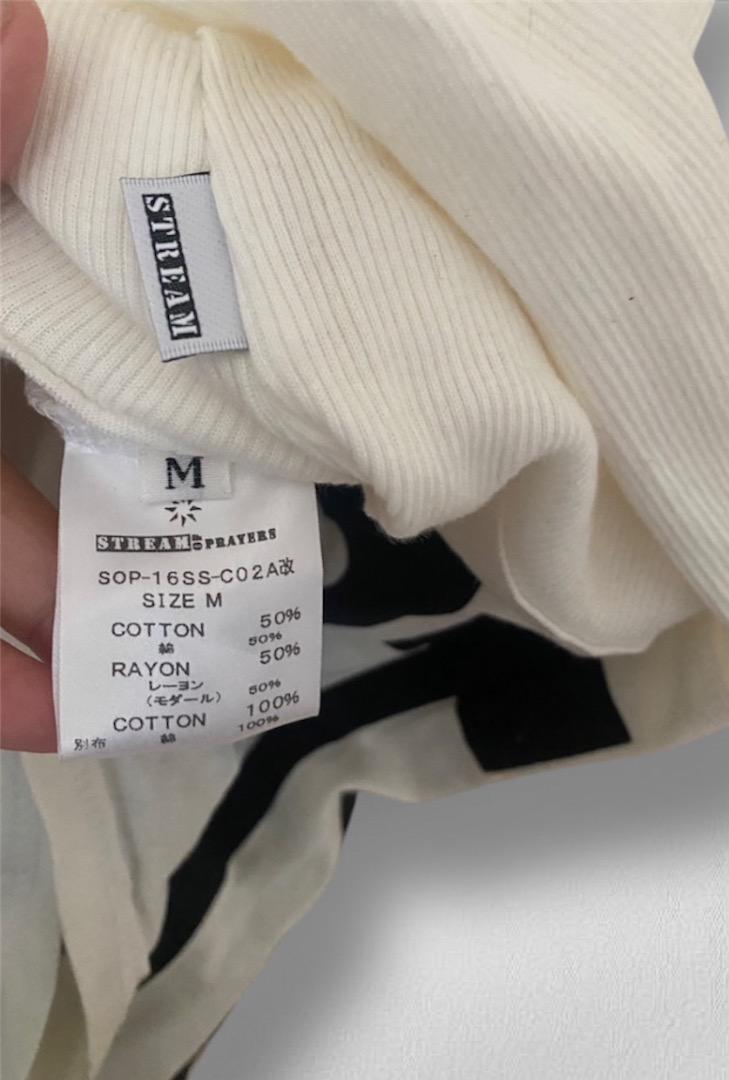 STREAM
M
STREAM OF PRAYERS
SOP-16SS-C02A改
SIZE M
COTTON 50%
綿 50%
RAYON 50%
レーヨン
(モダール) 50%
COTTON 100%
別布 綿 100%